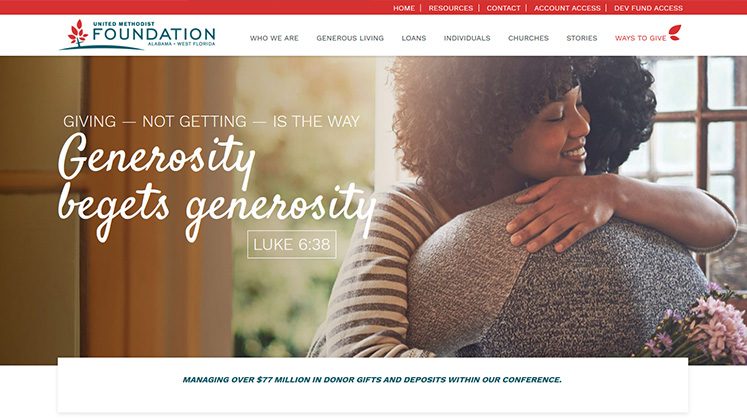 HOME | RESOURCES | CONTACT | ACCOUNT ACCESS | DEV FUND ACCESS
UNITED METHODIST
FOUNDATION
ALABAMA • WEST FLORIDA
WHO WE ARE GENEROUS LIVING LOANS INDIVIDUALS CHURCHES STORIES WAYS TO GIVE
GIVING — NOT GETTING — IS THE WAY
Generosity
begets generosity
LUKE 6:38
MANAGING OVER $77 MILLION IN DONOR GIFTS AND DEPOSITS WITHIN OUR CONFERENCE.